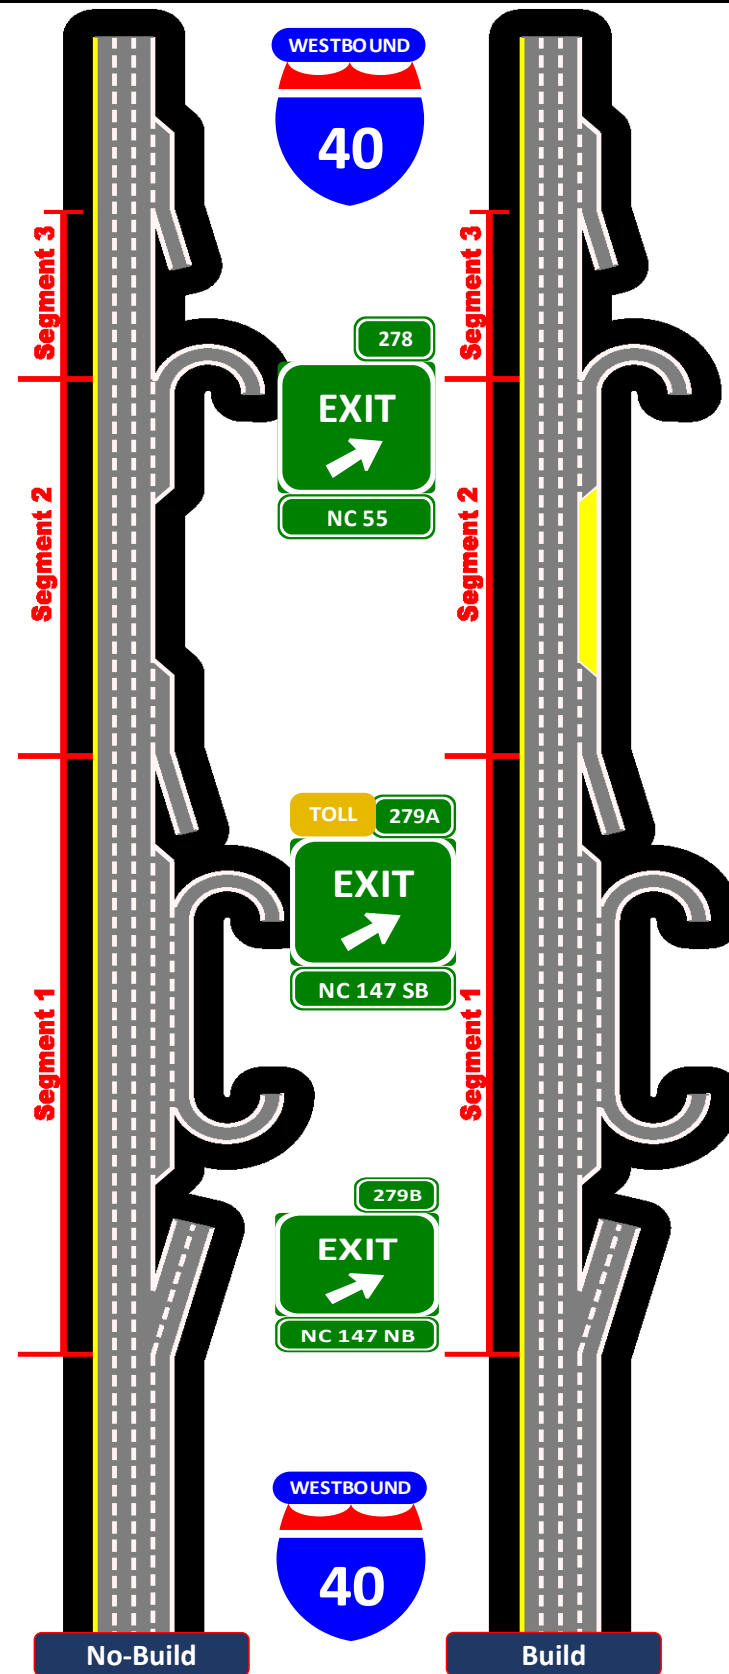 WESTBOUND
40
Segment 3
Segment 3
278
EXIT
NC 55
Segment 2
Segment 2
TOLL
279A
EXIT
NC 147 SB
Segment 1
Segment 1
279B
EXIT
NC 147 NB
WESTBOUND
40
No-Build
Build